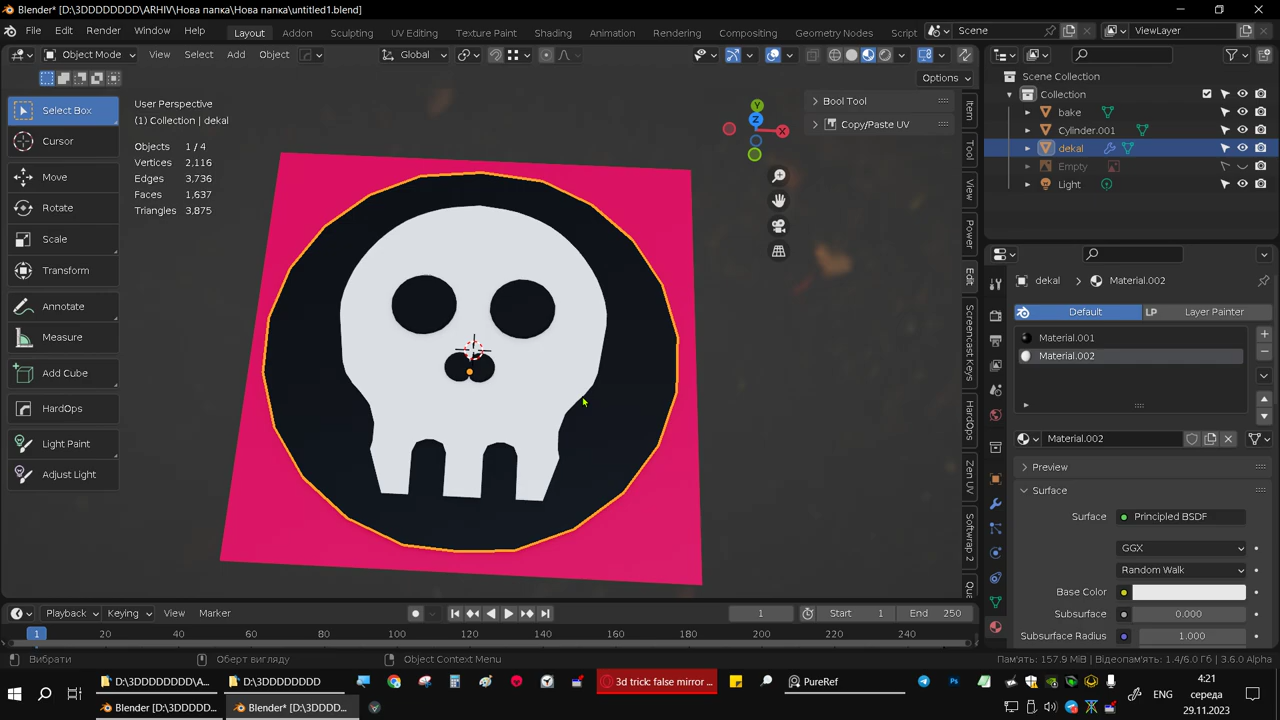 Blender* [D:\3DDDDDDDD\ARHIV\Нова папка\Нова папка\untitled1.blend]
File Edit Render Window Help Layout Addon Sculpting UV Editing Texture Paint Shading Animation Rendering Compositing Geometry Nodes Scene ViewLayer
Object Mode View Select Add Object Global
Options
Select Box
Cursor
Move
Rotate
Scale
Transform
Annotate
Measure
Add Cube
HardOps
Light Paint
Adjust Light
User Perspective
(1) Collection | dekal
Objects 1 / 4
Vertices 2,116
Edges 3,736
Faces 1,637
Triangles 3,875
Y
Z
X
Bool Tool
Copy/Paste UV
Item
Tool
View
Power
Edit
Screencast Keys
HardOps
Zen UV
Softwrap 2
Qua
Scene Collection
Collection
bake
Cylinder.001
dekal
Empty
Light
dekal Material.002
Default LP Layer Painter
Material.001
Material.002
Material.002
Preview
Surface
Surface Principled BSDF
GGX
Random Walk
Base Color
Subsurface 0.000
Subsurface Radius 1.000
Playback Keying View Marker 1 Start 1 End 250
1 20 40 60 80 100 120 140 160 180 200 220 240
Вибрати Оберт вигляду Object Context Menu Пам'ять: 157.9 MiB | Відеопам'ять: 1.4/6.0 Гб | 3.6.0 Alpha
D:\3DDDDDDDD\A... D:\3DDDDDDDD 3d trick: false mirror ... PureRef
Blender [D:\3DDDD... Blender* [D:\3DDDD...
ENG
4:21
середа
29.11.2023